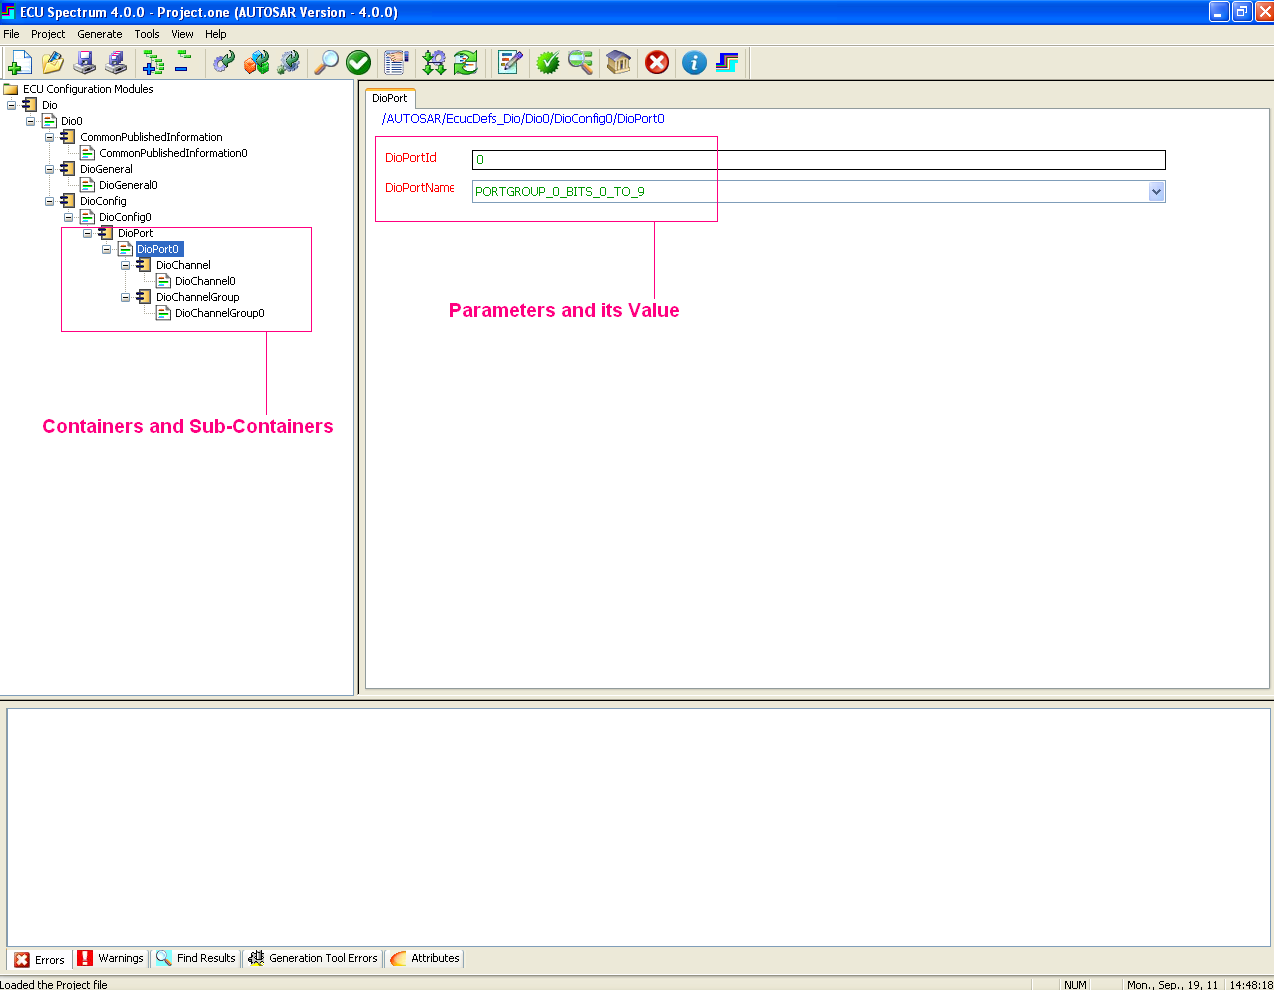 ECU Spectrum 4.0.0 - Project.one (AUTOSAR Version - 4.0.0)
File Project Generate Tools View Help
ECU Configuration Modules
Dio
Dio0
CommonPublishedInformation
CommonPublishedInformation0
DioGeneral
DioGeneral0
DioConfig
DioConfig0
DioPort
DioPort0
DioChannel
DioChannel0
DioChannelGroup
DioChannelGroup0
Containers and Sub-Containers
DioPort
/AUTOSAR/EcucDefs_Dio/Dio0/DioConfig0/DioPort0
DioPortId 0
DioPortName PORTGROUP_0_BITS_0_TO_9
Parameters and its Value
Errors Warnings Find Results Generation Tool Errors Attributes
Loaded the Project file NUM Mon., Sep., 19, 11 14:48:18